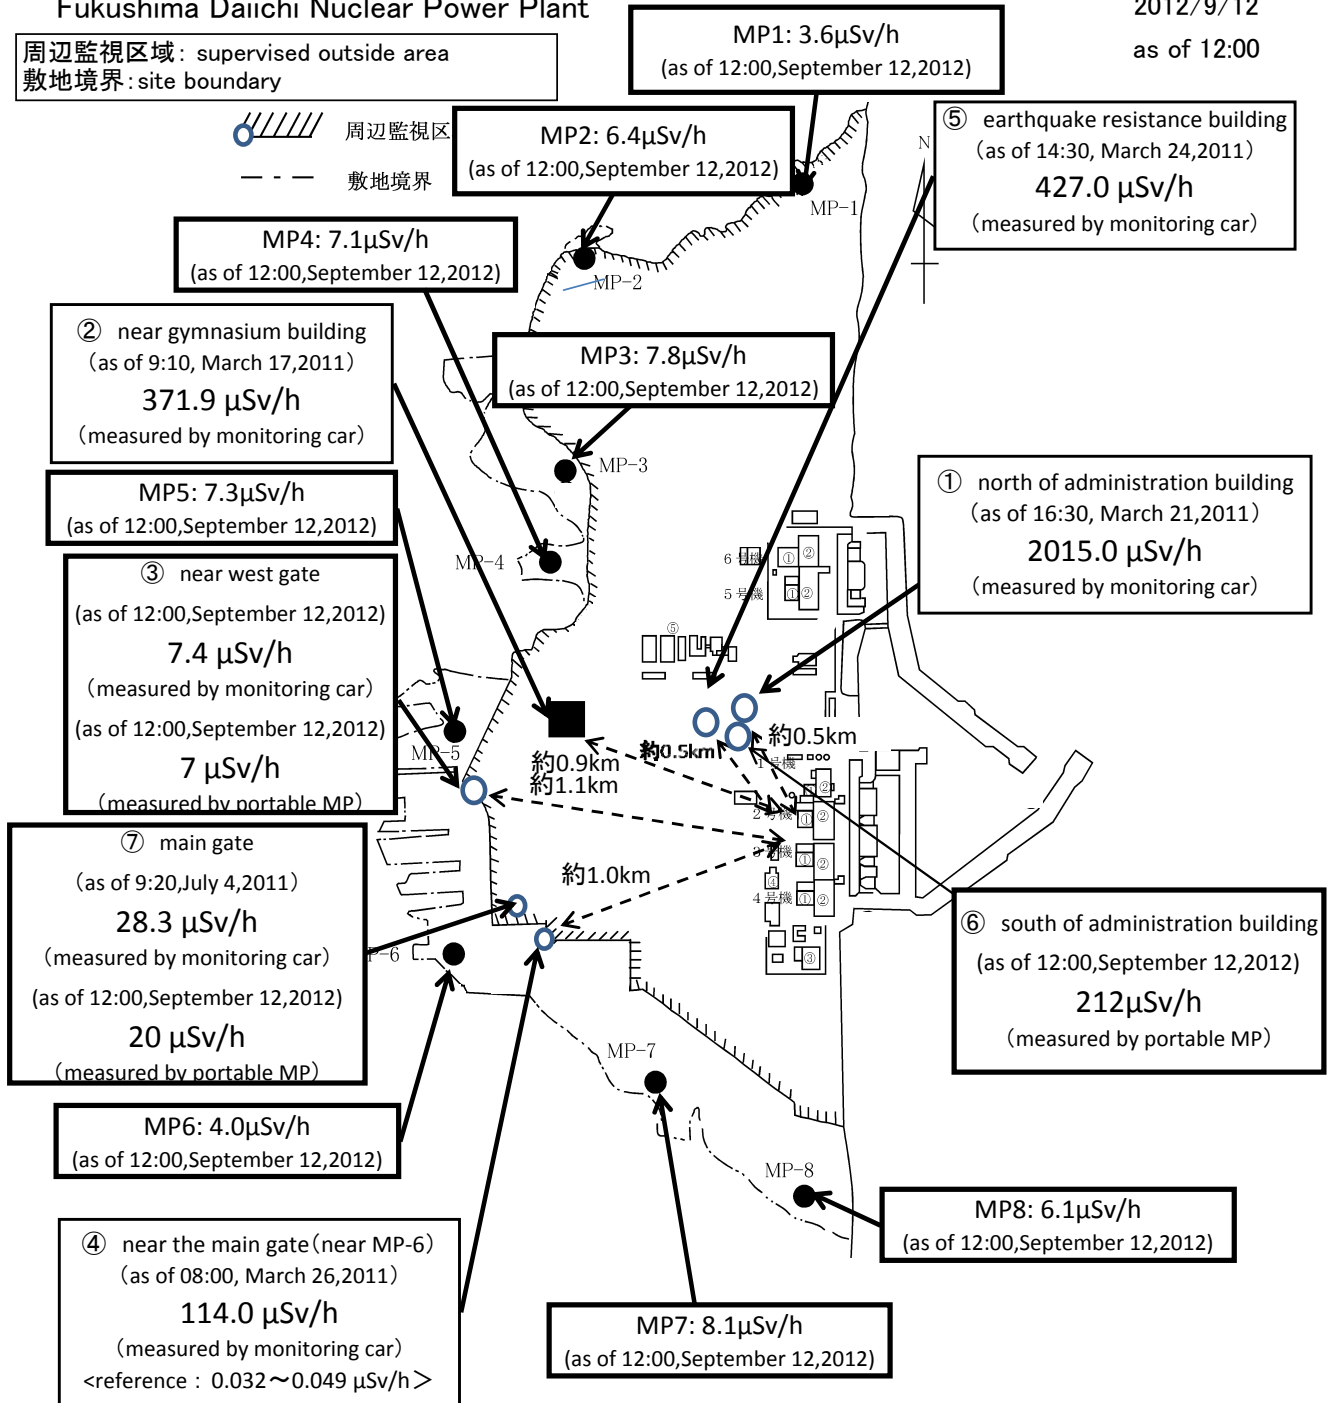 Fukushima Daiichi Nuclear Power Plant
2012/9/12
as of 12:00
周辺監視区域: supervised outside area
敷地境界:site boundary
周辺監視区
敷地境界
MP1: 3.6μSv/h
(as of 12:00,September 12,2012)
MP2: 6.4μSv/h
(as of 12:00,September 12,2012)
⑤ earthquake resistance building
(as of 14:30, March 24,2011)
427.0 μSv/h
(measured by monitoring car)
N
MP-1
MP4: 7.1μSv/h
(as of 12:00,September 12,2012)
MP-2
② near gymnasium building
(as of 9:10, March 17,2011)
371.9 μSv/h
(measured by monitoring car)
MP3: 7.8μSv/h
(as of 12:00,September 12,2012)
MP-3
MP5: 7.3μSv/h
(as of 12:00,September 12,2012)
① north of administration building
(as of 16:30, March 21,2011)
2015.0 μSv/h
(measured by monitoring car)
MP-4
③ near west gate
(as of 12:00,September 12,2012)
7.4 μSv/h
(measured by monitoring car)
(as of 12:00,September 12,2012)
7 μSv/h
(measured by portable MP)
6号機
① ②
5号機
① ②
⑤
MP-5
約0.9km
約1.1km
約0.5km
約0.5km
1号機
②
2号機
① ②
3号機
① ②
④
4号機
① ②
③
約1.0km
⑦ main gate
(as of 9:20,July 4,2011)
28.3 μSv/h
(measured by monitoring car)
(as of 12:00,September 12,2012)
20 μSv/h
(measured by portable MP)
P-6
⑥ south of administration building
(as of 12:00,September 12,2012)
212μSv/h
(measured by portable MP)
MP-7
MP6: 4.0μSv/h
(as of 12:00,September 12,2012)
MP-8
MP8: 6.1μSv/h
(as of 12:00,September 12,2012)
④ near the main gate(near MP-6)
(as of 08:00, March 26,2011)
114.0 μSv/h
(measured by monitoring car)
<reference : 0.032～0.049 μSv/h＞
MP7: 8.1μSv/h
(as of 12:00,September 12,2012)